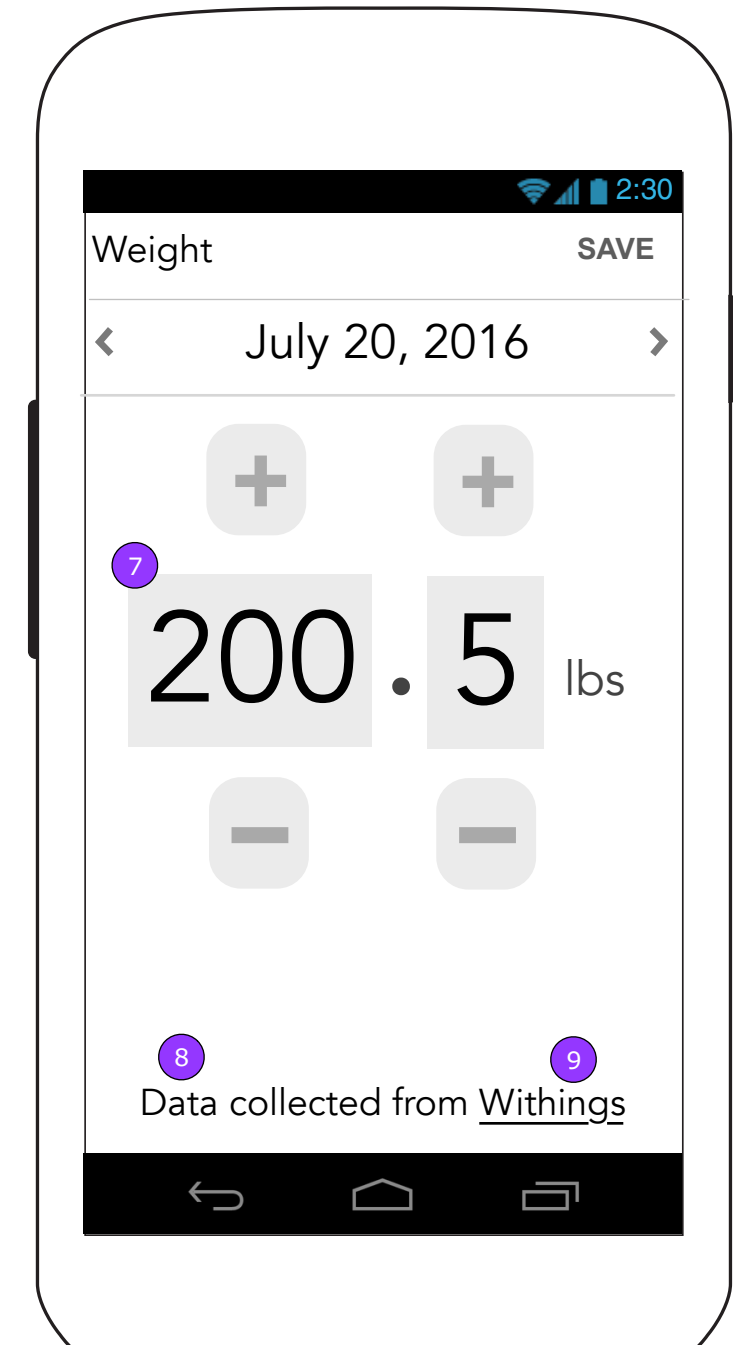 2:30
Weight SAVE
July 20, 2016
7
200 . 5 lbs
8 9
Data collected from Withings